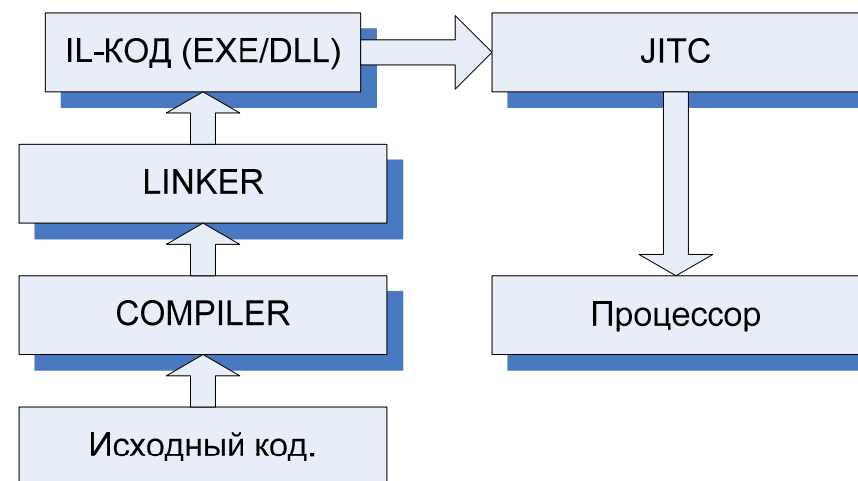 IL-КОД (EXE/DLL)
JITC
LINKER
COMPILER
Процессор
Исходный код.